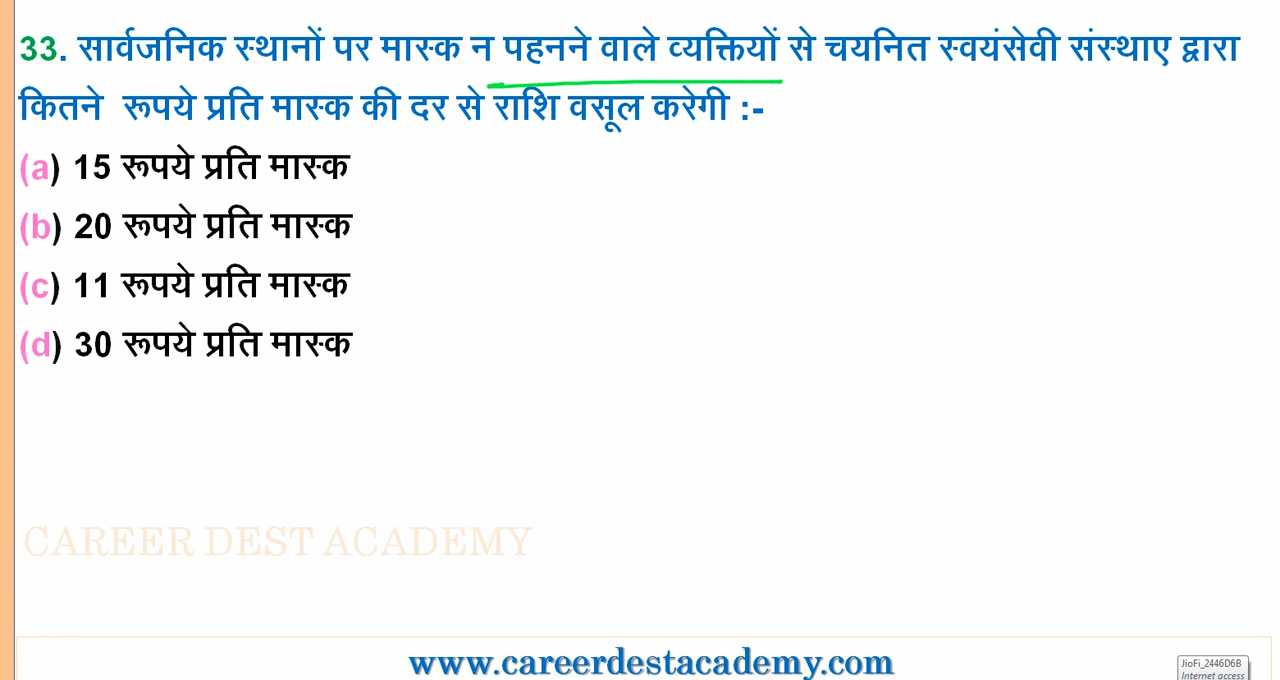 33. सार्वजनिक स्थानों पर मास्क न पहनने वाले व्यक्तियों से चयनित स्वयंसेवी संस्थाए द्वारा
कितने रूपये प्रति मास्क की दर से राशि वसूल करेगी :-
(a) 15 रूपये प्रति मास्क
(b) 20 रूपये प्रति मास्क
(c) 11 रूपये प्रति मास्क
(d) 30 रूपये प्रति मास्क
CAREER DEST ACADEMY
www.careerdestacademy.com
JioFi_2446D6B
Internet access